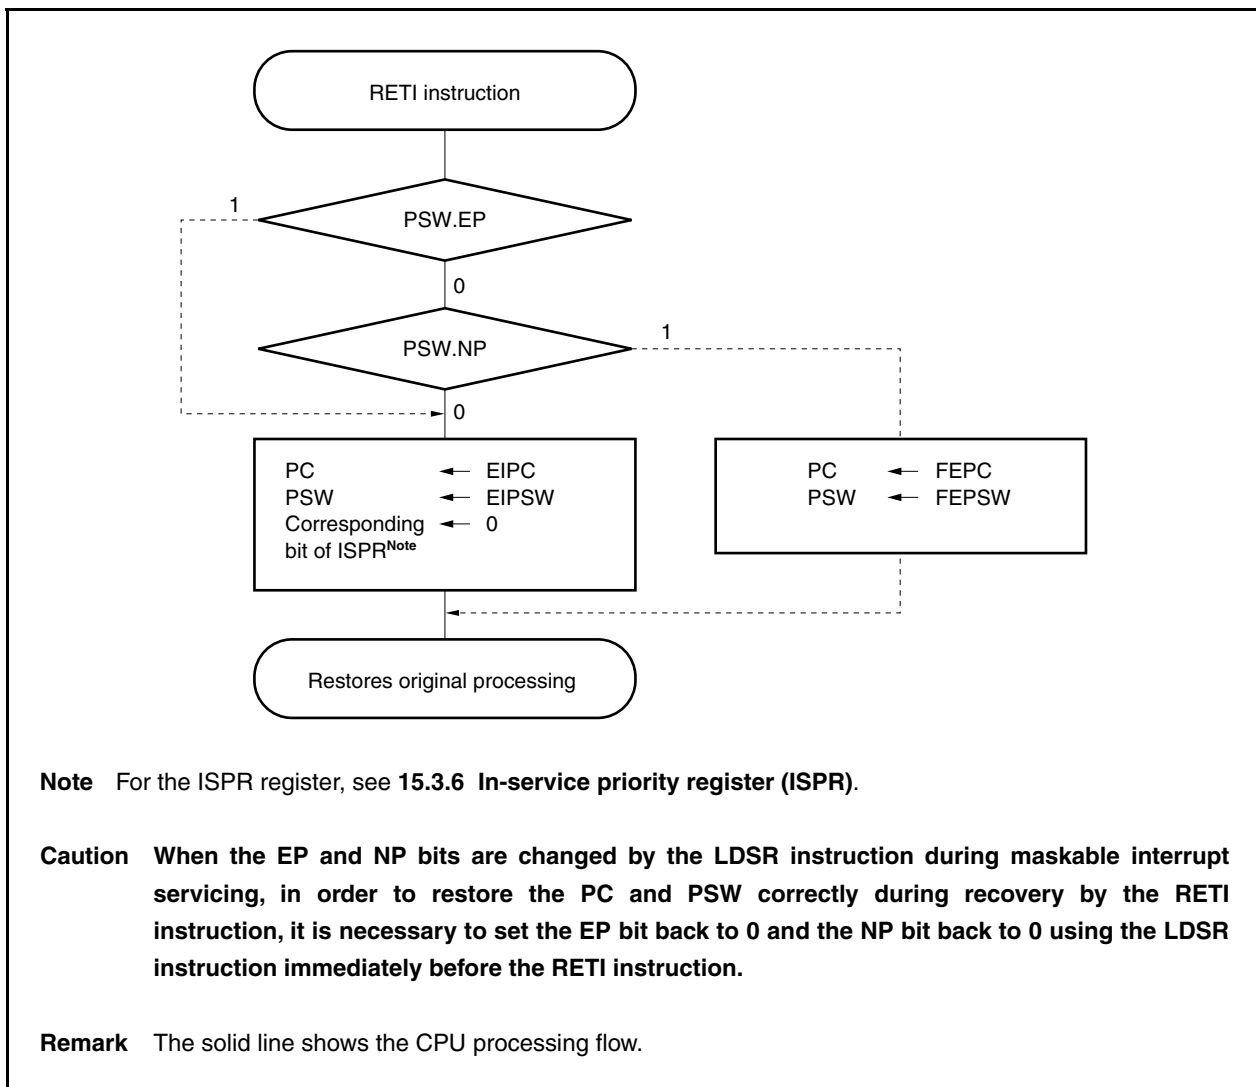 RETI instruction
1
PSW.EP
0
1
PSW.NP
0
PC ← EIPC
PSW ← EIPSW
Corresponding ← 0
bit of ISPRNote
PC ← FEPC
PSW ← FEPSW
Restores original processing
Note For the ISPR register, see 15.3.6 In-service priority register (ISPR).
Caution When the EP and NP bits are changed by the LDSR instruction during maskable interrupt
servicing, in order to restore the PC and PSW correctly during recovery by the RETI
instruction, it is necessary to set the EP bit back to 0 and the NP bit back to 0 using the LDSR
instruction immediately before the RETI instruction.
Remark The solid line shows the CPU processing flow.